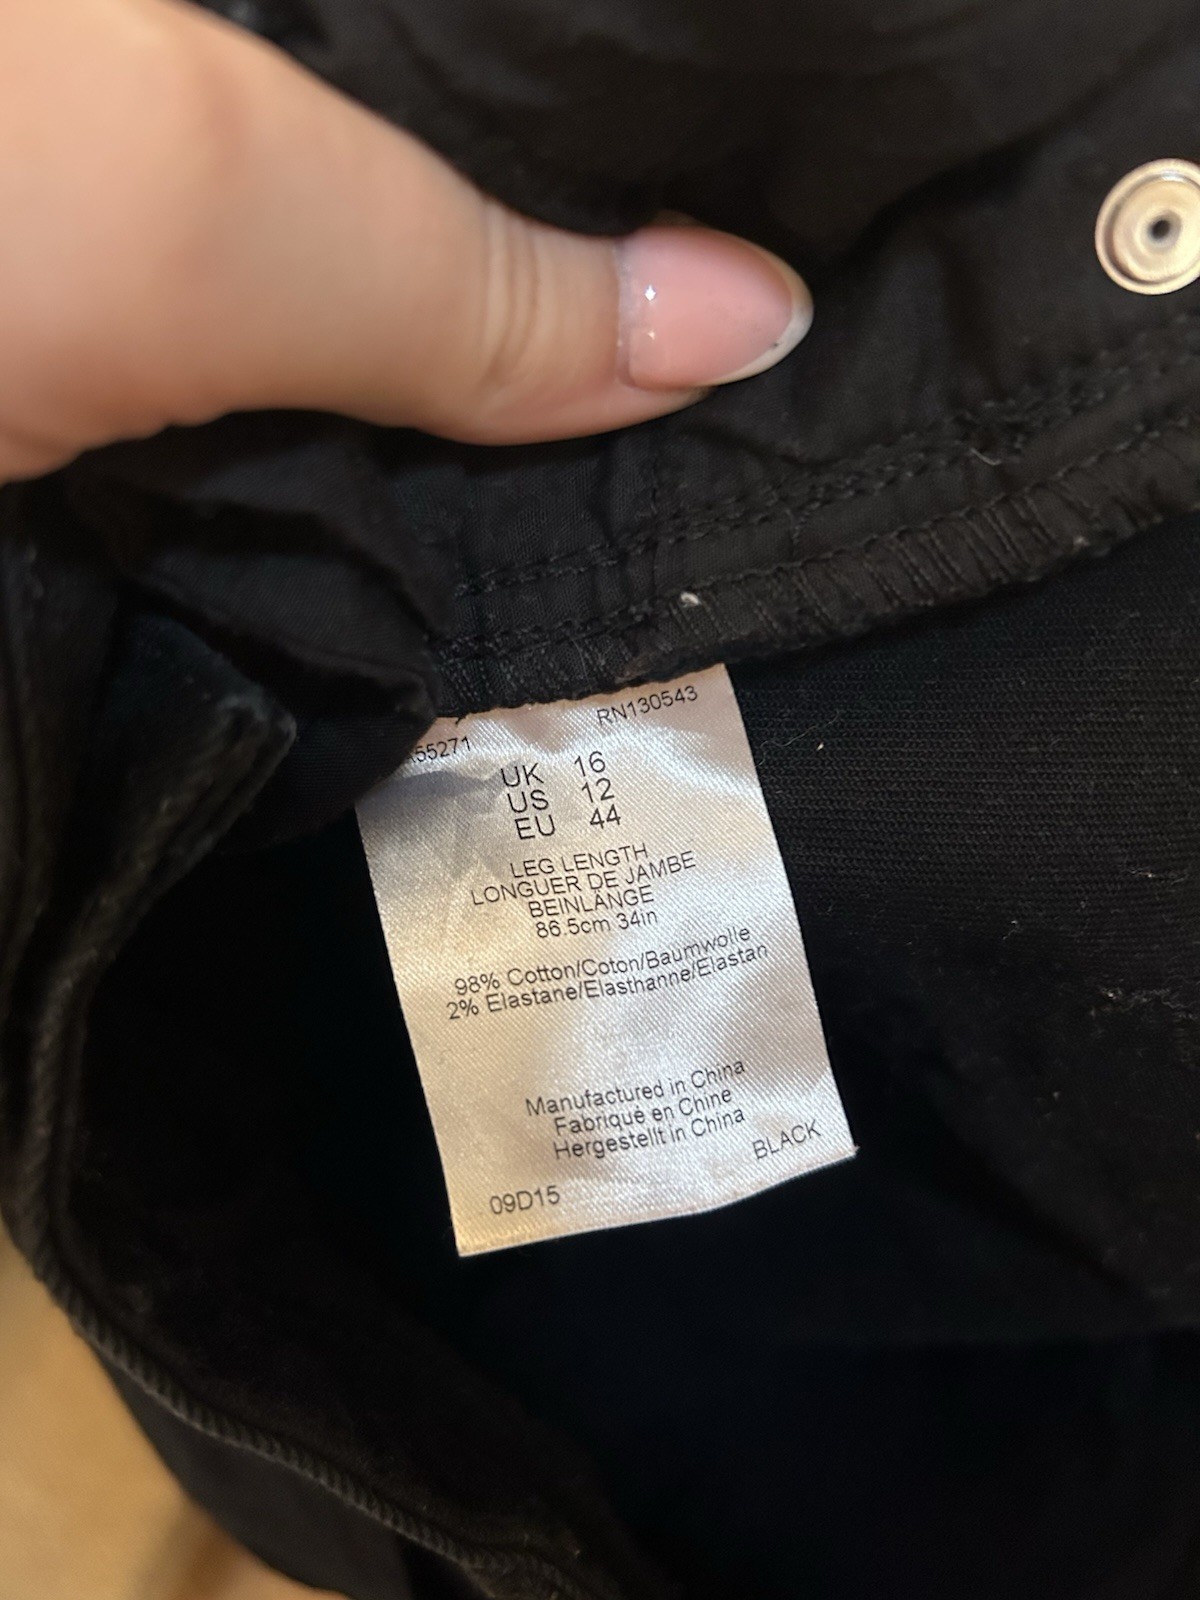 RN130543
55271
UK 16
US 12
EU 44
LEG LENGTH
LONGUER DE JAMBE
BEINLÄNGE
86.5cm 34in
98% Cotton/Coton/Baumwolle
2% Elastane/Elasthanne/Elastan
Manufactured in China
Fabriqué en Chine
Hergestellt in China
BLACK
09D15